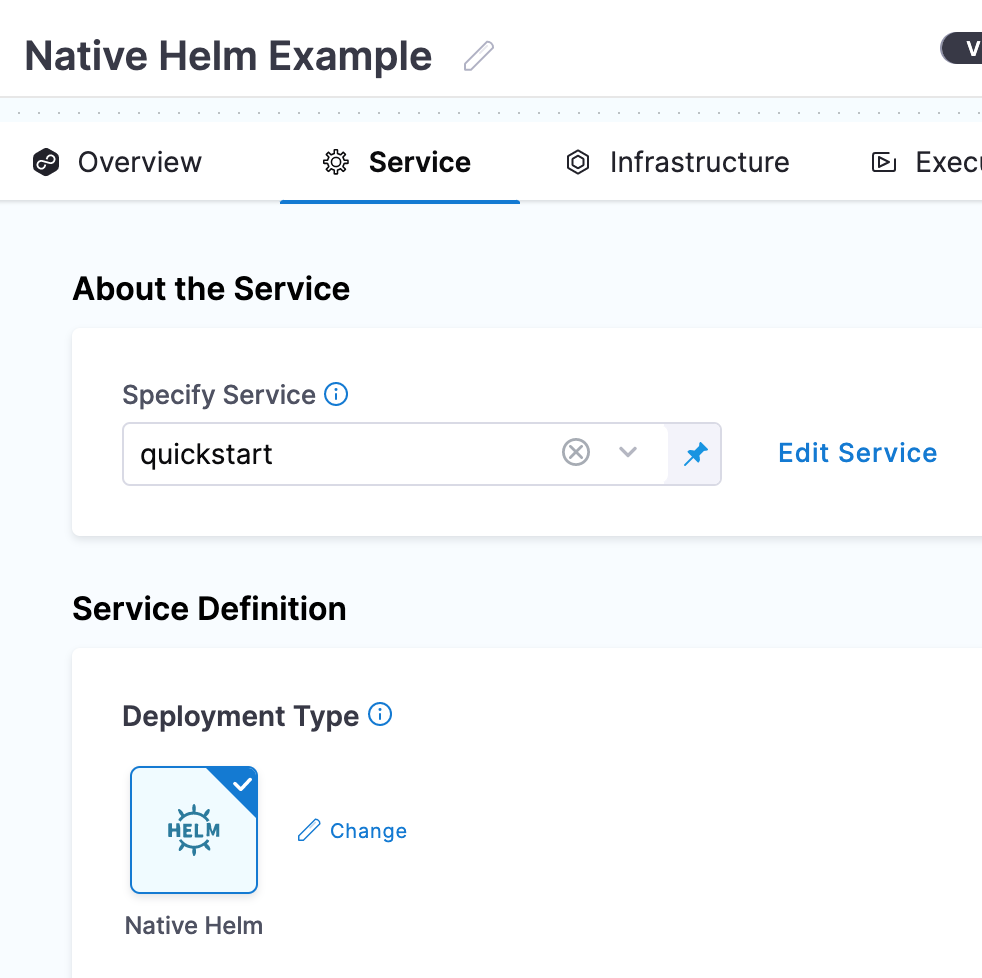 Native Helm Example
V
Overview Service Infrastructure Execu
About the Service
Specify Service
quickstart
Edit Service
Service Definition
Deployment Type
HELM
Change
Native Helm